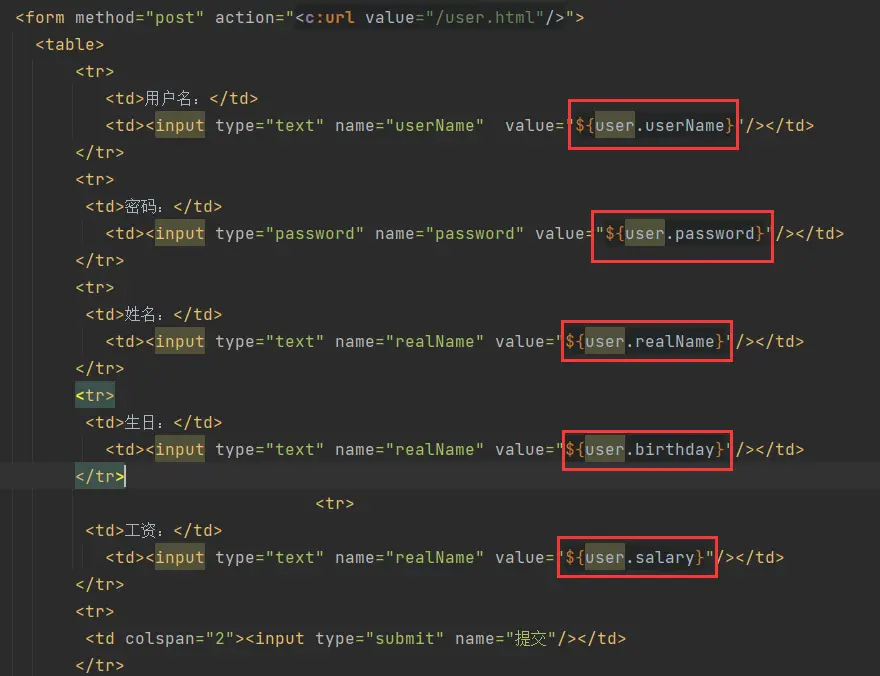 <form method="post" action="<c:url value="/user.html"/>">
<table>
<tr>
<td>用户名：</td>
<td><input type="text" name="userName"  value="${user.userName}"/></td>
</tr>
<tr>
<td>密码：</td>
<td><input type="password" name="password" value="${user.password}"/></td>
</tr>
<tr>
<td>姓名：</td>
<td><input type="text" name="realName" value="${user.realName}"/></td>
</tr>
<tr>
<td>生日：</td>
<td><input type="text" name="realName" value="${user.birthday}"/></td>
</tr>
<tr>
<td>工资：</td>
<td><input type="text" name="realName" value="${user.salary}"/></td>
</tr>
<tr>
<td colspan="2"><input type="submit" name="提交"/></td>
</tr>